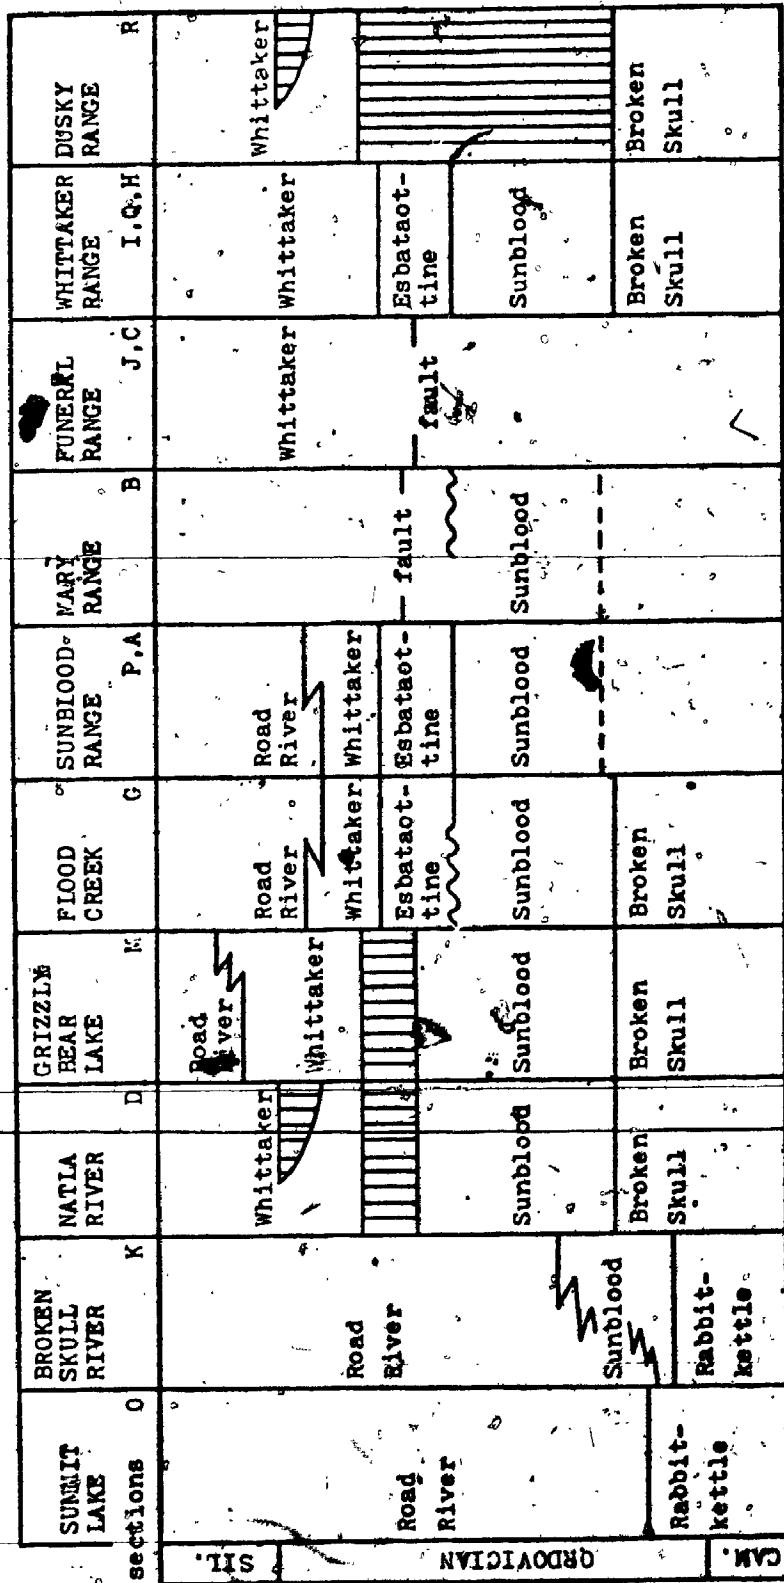 SUMMIT
LAKE
sections O
BROKEN
SKULL
RIVER K
NATLA
RIVER D
GRIZZLY
BEAR
LAKE M
FLOOD
CREEK G
SUNBLOOD
RANGE P,A
MARY
RANGE B
FUNERAL
RANGE J,C
WHITTAKER
RANGE I,Q,H
DUSKY
RANGE R
SIL.
ORDOVICIAN
CAM.
Road
River
Rabbit-
kettle
Road
River
Sunblood
Rabbit-
kettle
Whittaker
Sunblood
Broken
Skull
Road
River
Whittaker
Sunblood
Broken
Skull
Road
River
Whittaker
Esbataot-
tine
Sunblood
Broken
Skull
Road
River
Whittaker
Esbataot-
tine
Sunblood
fault
Sunblood
Whittaker
fault
Whittaker
Esbataot-
tine
Sunblood
Broken
Skull
Whittaker
Broken
Skull